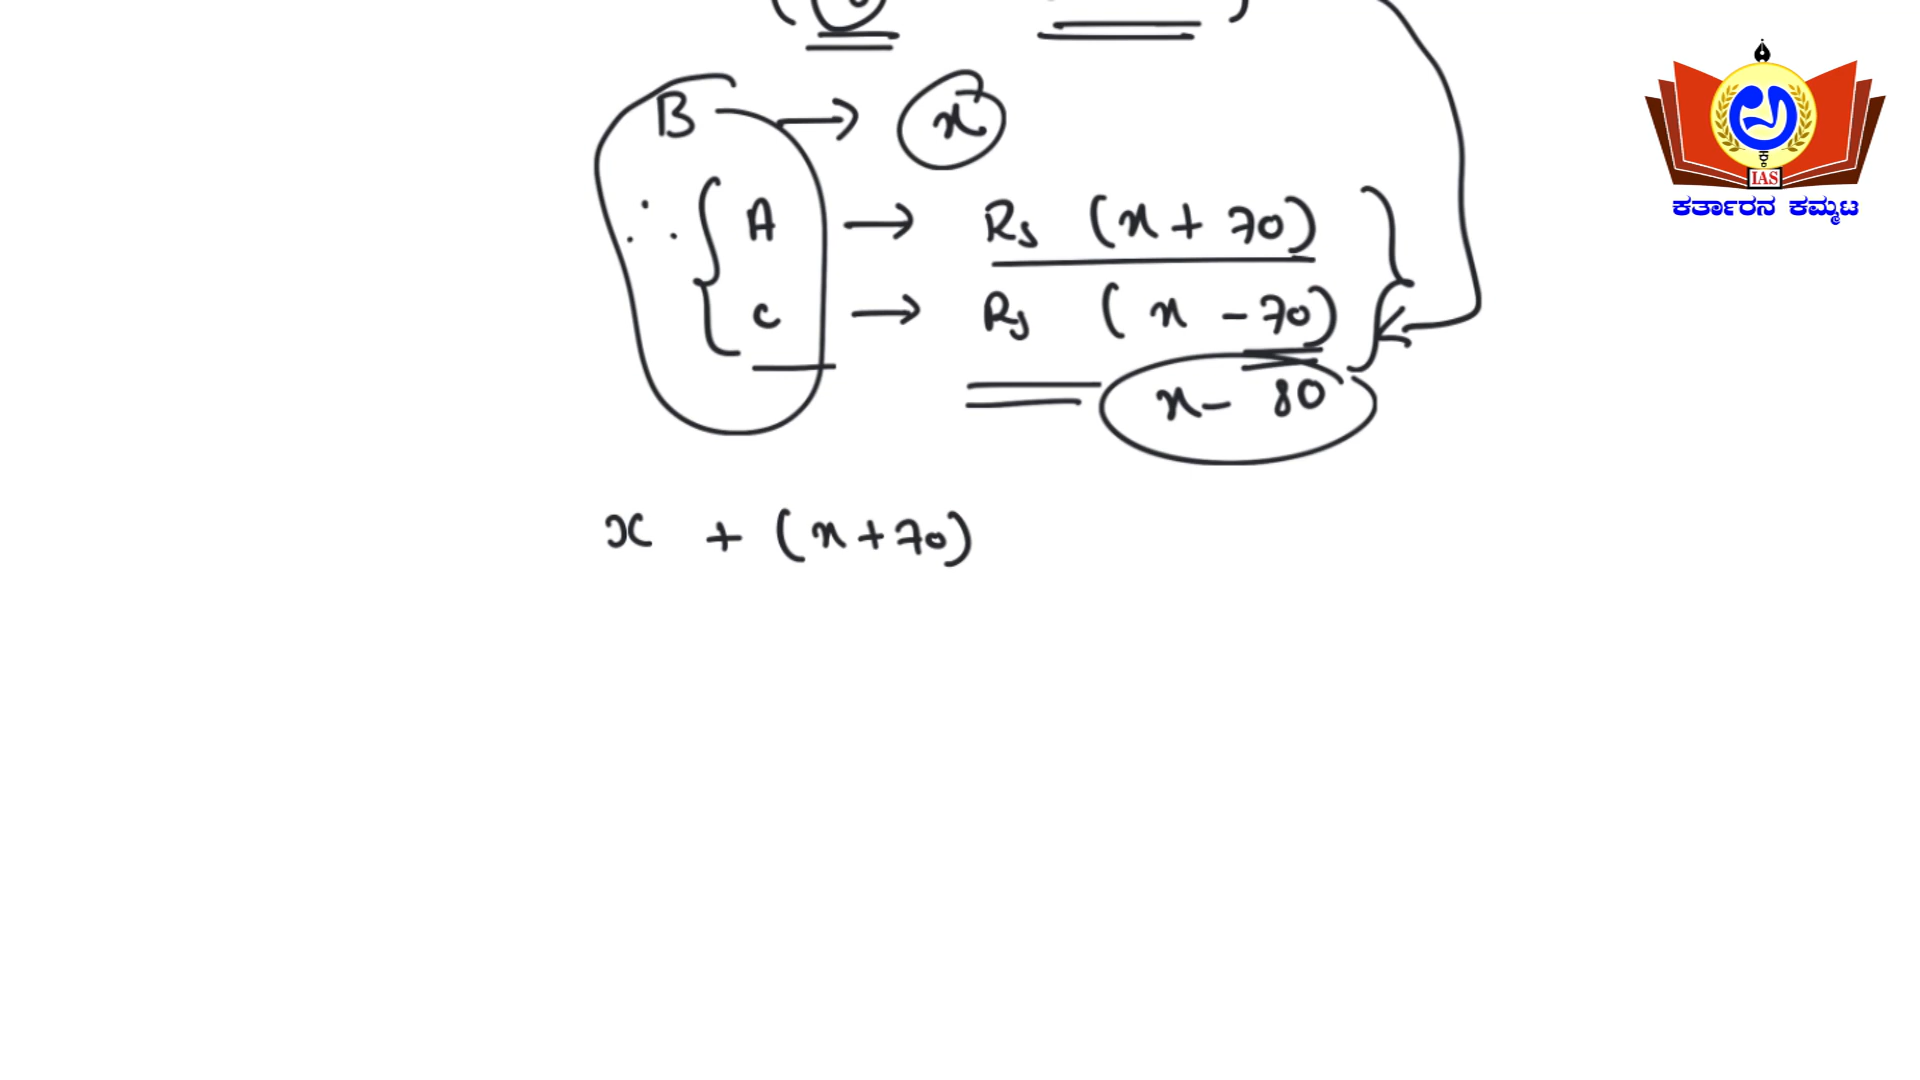 B → x
∴ A → Rs (x + 70)
C → Rs (x - 70)
x - 80
x + (x + 70)
IAS
ಕರ್ತಾರನ ಕಮ್ಮಟ